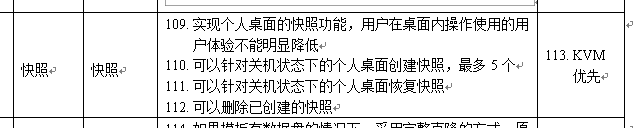 快照
快照
109. 实现个人桌面的快照功能，用户在桌面内操作使用的用
户体验不能明显降低
110. 可以针对关机状态下的个人桌面创建快照，最多 5 个
111. 可以针对关机状态下的个人桌面恢复快照
112. 可以删除已创建的快照
113. KVM
优先